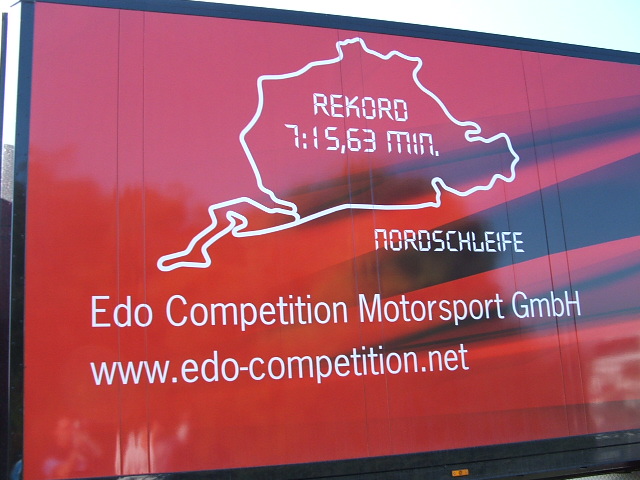 REKORD
7:15,63 MIN.
NORDSCHLEIFE
Edo Competition Motorsport GmbH
www.edo-competition.net